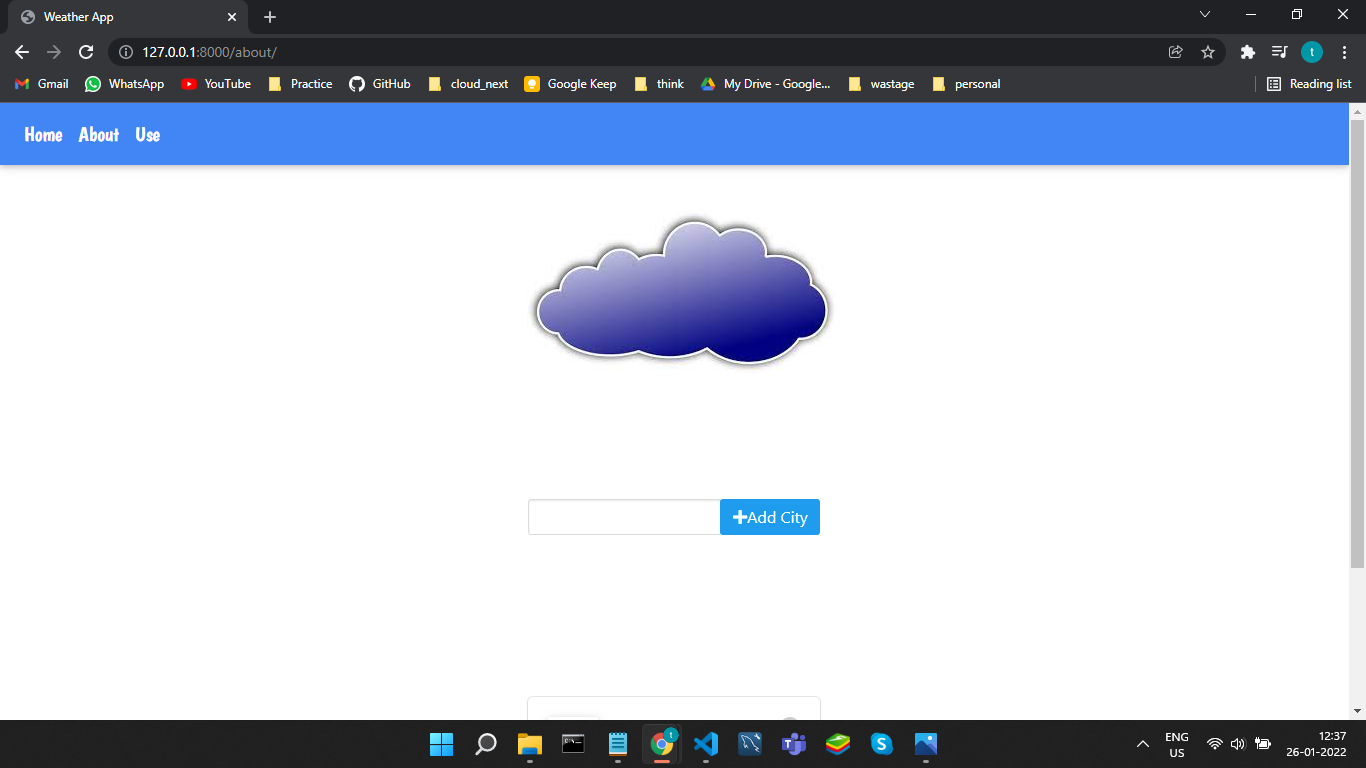 Weather App
127.0.0.1:8000/about/
t
Gmail WhatsApp YouTube Practice GitHub cloud_next Google Keep think My Drive - Google... wastage personal Reading list
Home About Use
Add City
t
ENG
US
12:37
26-01-2022